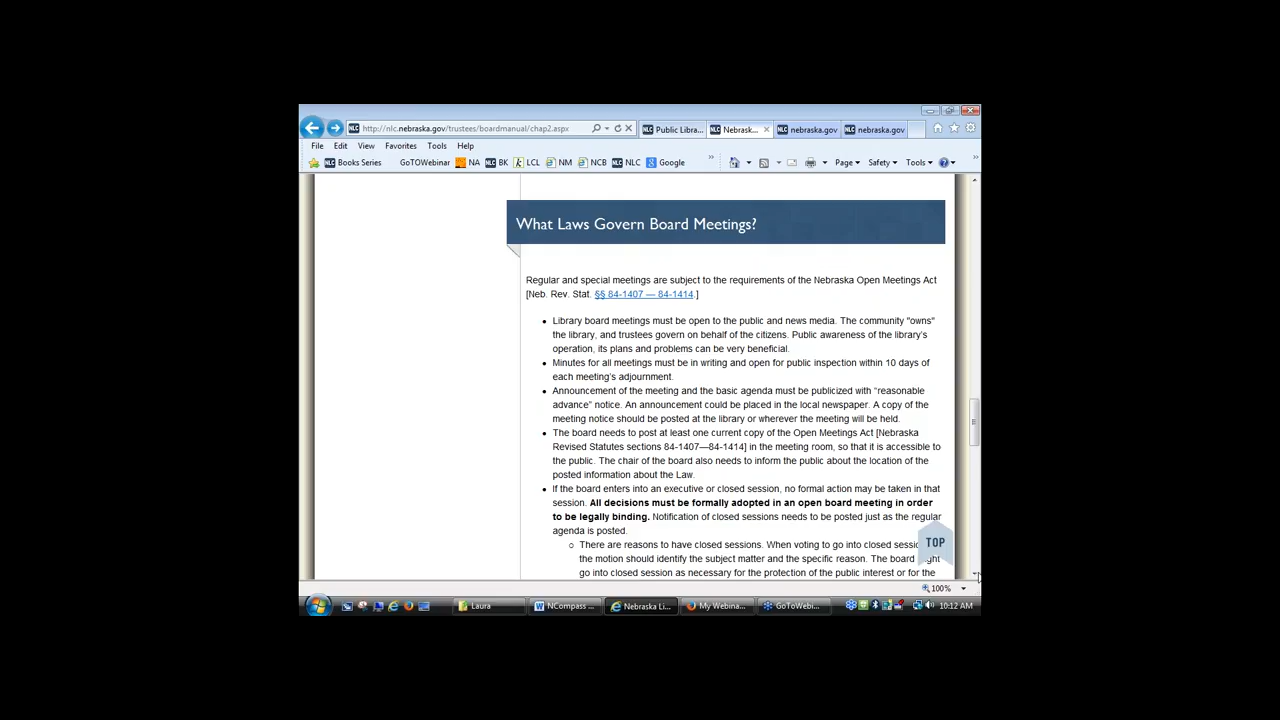 http://nlc.nebraska.gov/trustees/boardmanual/chap2.aspx
Public Libra...
Nebrask...
nebraska.gov
nebraska.gov
File Edit View Favorites Tools Help
Books Series GoTOWebinar NA BK LCL NM NCB NLC Google
Page Safety Tools
What Laws Govern Board Meetings?
Regular and special meetings are subject to the requirements of the Nebraska Open Meetings Act
[Neb. Rev. Stat. §§ 84-1407 — 84-1414.]
Library board meetings must be open to the public and news media. The community "owns"
the library, and trustees govern on behalf of the citizens. Public awareness of the library's
operation, its plans and problems can be very beneficial.
Minutes for all meetings must be in writing and open for public inspection within 10 days of
each meeting's adjournment.
Announcement of the meeting and the basic agenda must be publicized with “reasonable
advance” notice. An announcement could be placed in the local newspaper. A copy of the
meeting notice should be posted at the library or wherever the meeting will be held.
The board needs to post at least one current copy of the Open Meetings Act [Nebraska
Revised Statutes sections 84-1407—84-1414] in the meeting room, so that it is accessible to
the public. The chair of the board also needs to inform the public about the location of the
posted information about the Law.
If the board enters into an executive or closed session, no formal action may be taken in that
session. All decisions must be formally adopted in an open board meeting in order
to be legally binding. Notification of closed sessions needs to be posted just as the regular
agenda is posted.
There are reasons to have closed sessions. When voting to go into closed
the motion should identify the subject matter and the specific reason. The board
go into closed session as necessary for the protection of the public interest or for the
TOP
100%
Laura
NCompass ...
Nebraska Li...
My Webina...
GoToWebi...
10:12 AM